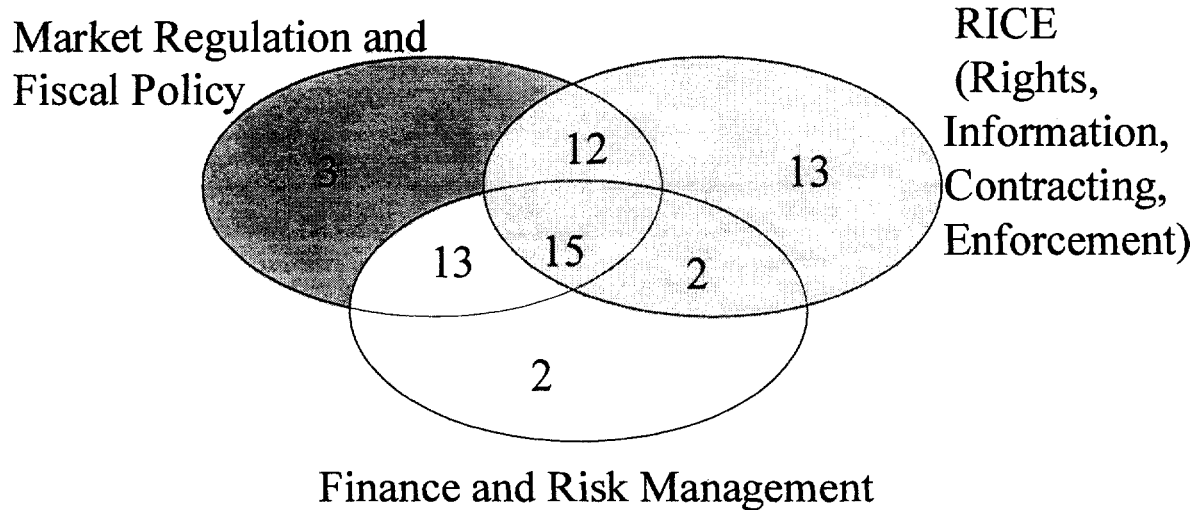 Market Regulation and
Fiscal Policy
RICE
(Rights,
Information,
Contracting,
Enforcement)
3
12
13
13
15
2
2
Finance and Risk Management